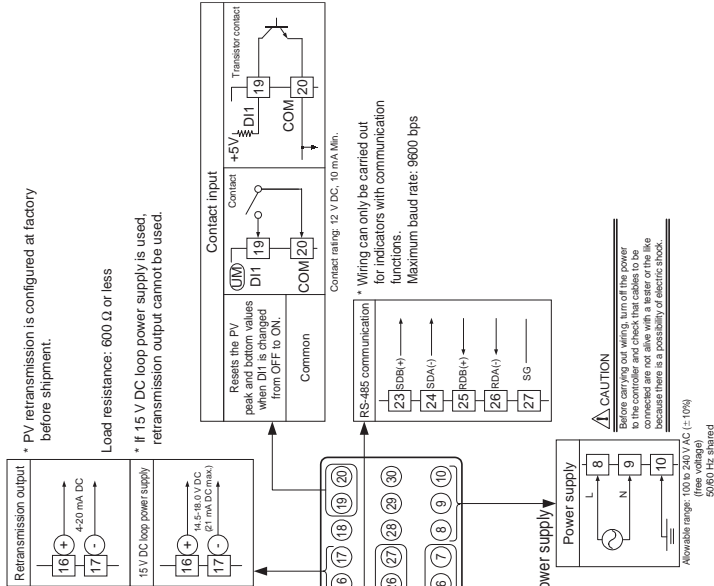 Retransmission output
16 +
4-20 mA DC
17 -
* PV retransmission is configured at factory
before shipment.
Load resistance: 600 Ω or less
15 V DC loop power supply
16 +
14.5-18.0 V DC
(21 mA DC max.)
17 -
* If 15 V DC loop power supply is used,
retransmission output cannot be used.
Contact input
Resets the PV
peak and bottom values
when DI1 is changed
from OFF to ON.
Common
UM
Contact
DI1
19
COM
20
Transistor contact
+5V
DI1
19
COM
20
Contact rating: 12 V DC, 10 mA Min.
RS-485 communication
23 SDB(+)
24 SDA(-)
25 RDB(+)
26 RDA(-)
27 SG
* Wiring can only be carried out
for indicators with communication
functions.
Maximum baud rate: 9600 bps
6 17 18 19 20
26 27 28 29 30
6 7 8 9 10
ower supply
Power supply
L
8
N
9
10
Allowable range: 100 to 240 V AC (±10%)
(free voltage)
50/60 Hz shared
CAUTION
Before carrying out wiring, turn off the power
to the controller and check that cables to be
connected are not alive with a tester or the like
because there is a possibility of electric shock.